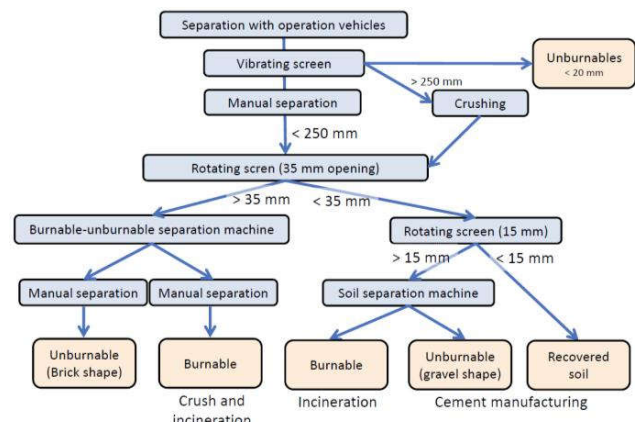 Separation with operation vehicles
Vibrating screen
Unburnables
< 20 mm
> 250 mm
Manual separation
Crushing
< 250 mm
Rotating scren (35 mm opening)
> 35 mm
< 35 mm
Burnable-unburnable separation machine
Rotating screen (15 mm)
> 15 mm
< 15 mm
Manual separation
Manual separation
Soil separation machine
Unburnable
(Brick shape)
Burnable
Burnable
Unburnable
(gravel shape)
Recovered
soil
Crush and
incineration
Incineration
Cement manufacturing